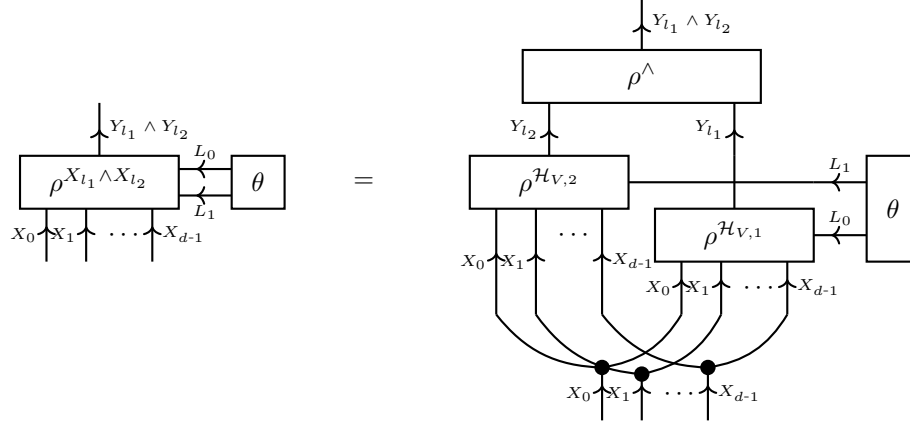 Y_{l_1} ∧ Y_{l_2}
ρ^∧
Y_{l_1} ∧ Y_{l_2} Y_{l_2} Y_{l_1}
L_0 L_1
ρ^{X_{l_1} ∧ X_{l_2}} θ = ρ^{\mathcal{H}_{V,2}}
L_1 L_0 θ
X_0 X_1 ... X_{d-1} ... ρ^{\mathcal{H}_{V,1}}
X_0 X_1 X_{d-1} X_0 X_1 ... X_{d-1}
X_0 X_1 ... X_{d-1}